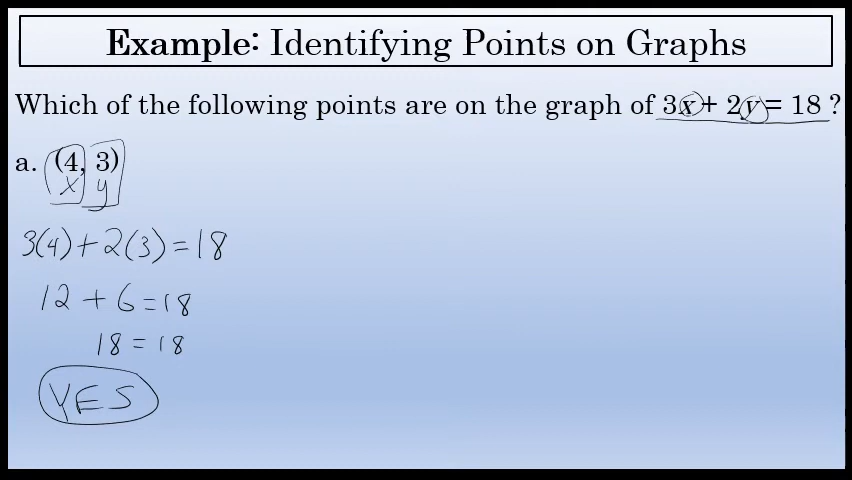 Example: Identifying Points on Graphs
Which of the following points are on the graph of 3x + 2y = 18 ?
a. (4, 3)
x y
3(4) + 2(3) = 18
12 + 6 = 18
18 = 18
YES